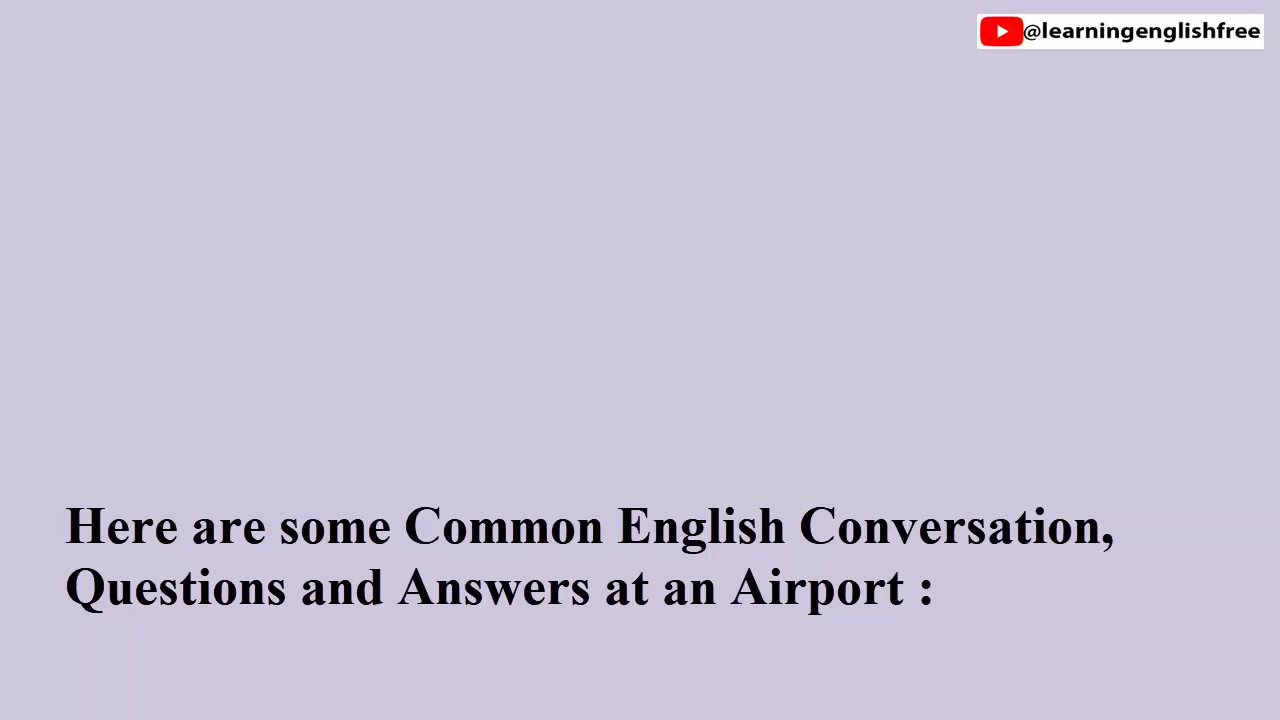 @learningenglishfree
Here are some Common English Conversation,
Questions and Answers at an Airport :